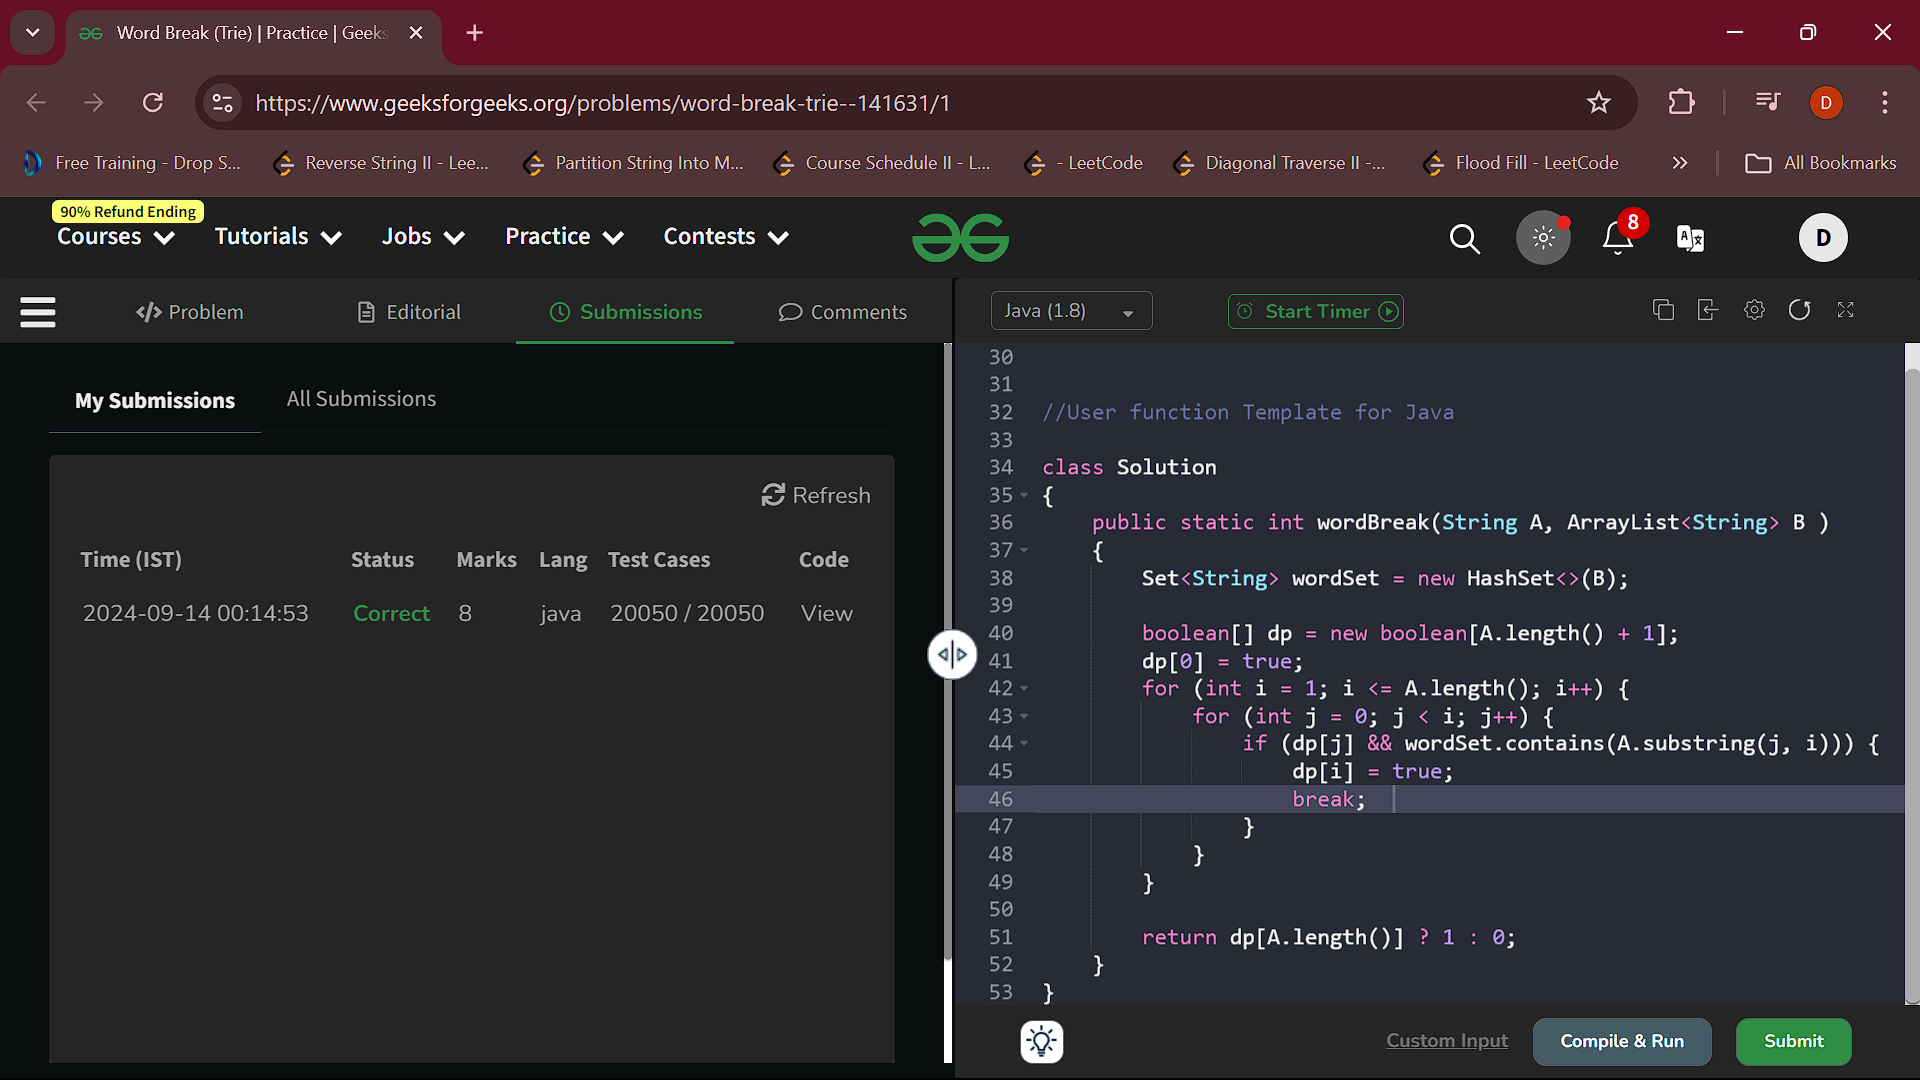 Word Break (Trie) | Practice | Geeks
https://www.geeksforgeeks.org/problems/word-break-trie--141631/1
Free Training - Drop S...
Reverse String II - Lee...
Partition String Into M...
Course Schedule II - L...
- LeetCode
Diagonal Traverse II -...
Flood Fill - LeetCode
All Bookmarks
D
90% Refund Ending
Courses
Tutorials
Jobs
Practice
Contests
8
D
Problem
Editorial
Submissions
Comments
Java (1.8)
Start Timer
My Submissions
All Submissions
Refresh
Time (IST) Status Marks Lang Test Cases Code
2024-09-14 00:14:53 Correct 8 java 20050 / 20050 View
30
31
32 //User function Template for Java
33
34 class Solution
35 {
36 public static int wordBreak(String A, ArrayList<String> B )
37 {
38 Set<String> wordSet = new HashSet<>(B);
39
40 boolean[] dp = new boolean[A.length() + 1];
41 dp[0] = true;
42 for (int i = 1; i <= A.length(); i++) {
43 for (int j = 0; j < i; j++) {
44 if (dp[j] && wordSet.contains(A.substring(j, i))) {
45 dp[i] = true;
46 break;
47 }
48 }
49 }
50
51 return dp[A.length()] ? 1 : 0;
52 }
53 }
Custom Input
Compile & Run
Submit